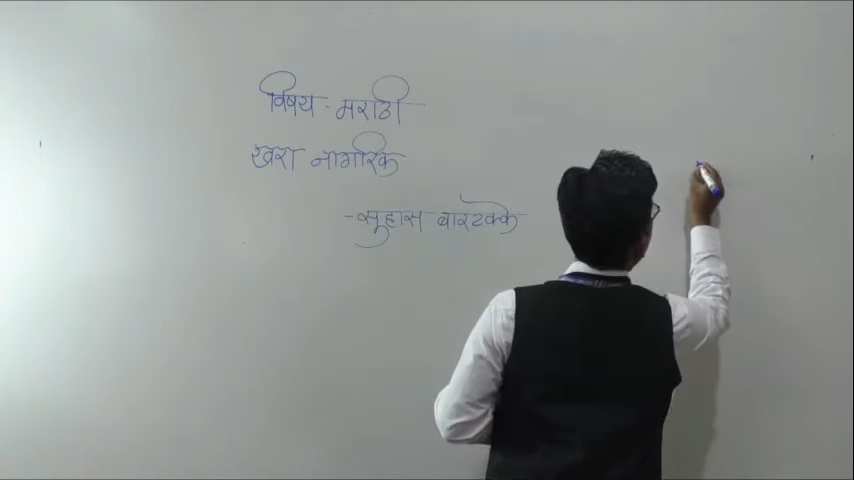 विषय - मराठी
खरा नागरिक
- सुहास बारटक्के